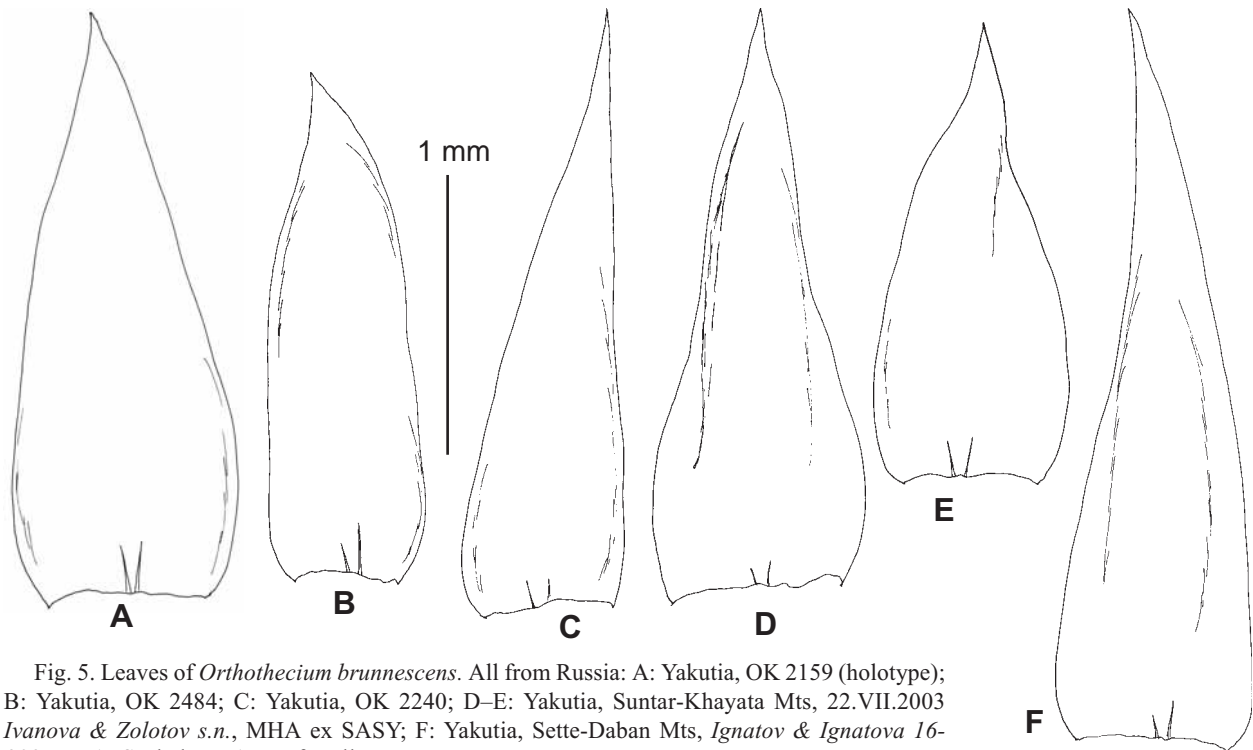 1 mm
A
B
C
D
E
F
Fig. 5. Leaves of Orthothecium brunnescens. All from Russia: A: Yakutia, OK 2159 (holotype);
B: Yakutia, OK 2484; C: Yakutia, OK 2240; D–E: Yakutia, Suntar-Khayata Mts, 22.VII.2003
Ivanova & Zolotov s.n., MHA ex SASY; F: Yakutia, Sette-Daban Mts, Ignatov & Ignatova 16-